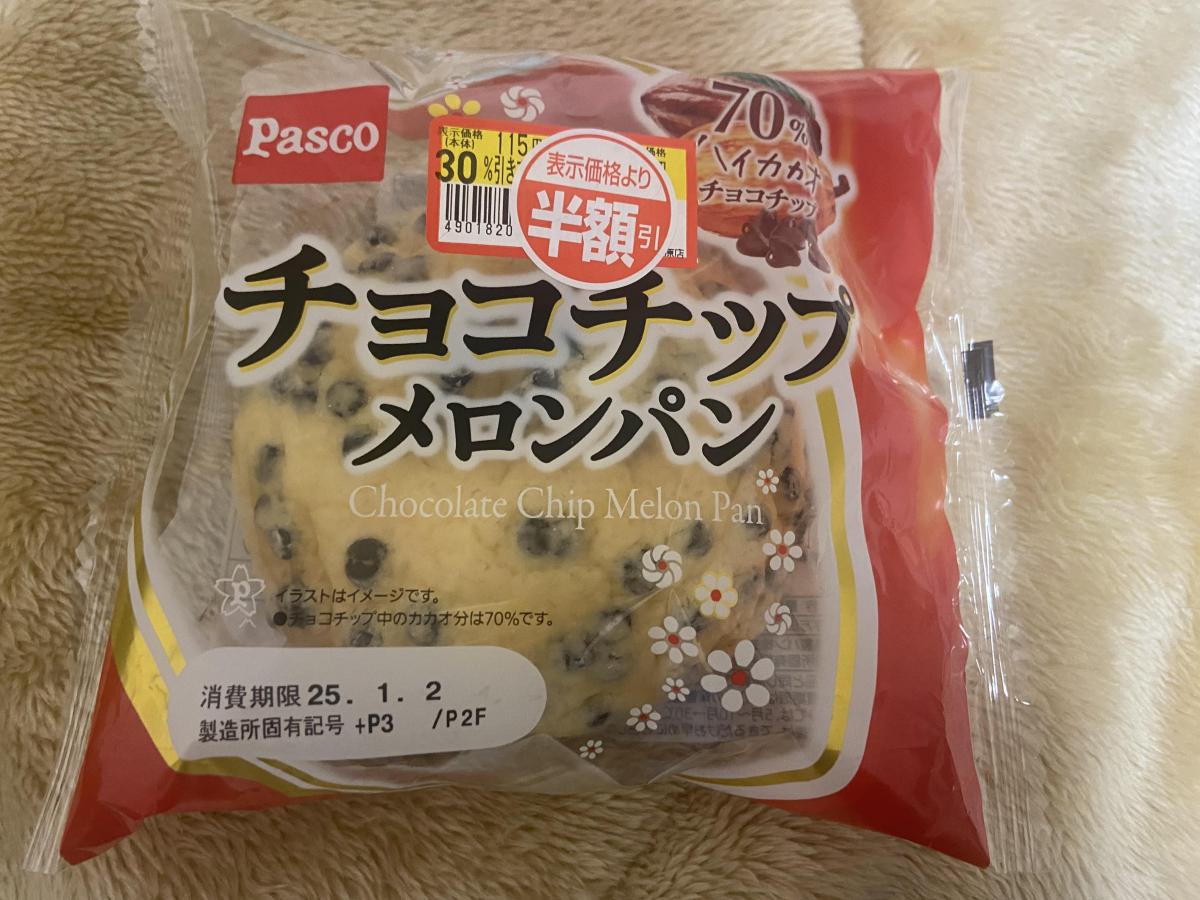 Pasco
表示価格
(本体)
115
30%引き
4901820
表示価格より
半額引
価格
70%
ハイカカオ
チョコチップ
チョコチップ
メロンパン
Chocolate Chip Melon Pan
イラストはイメージです。
●チョコチップ中のカカオ分は70%です。
消費期限 25. 1. 2
製造所固有記号 +P3 /P2F